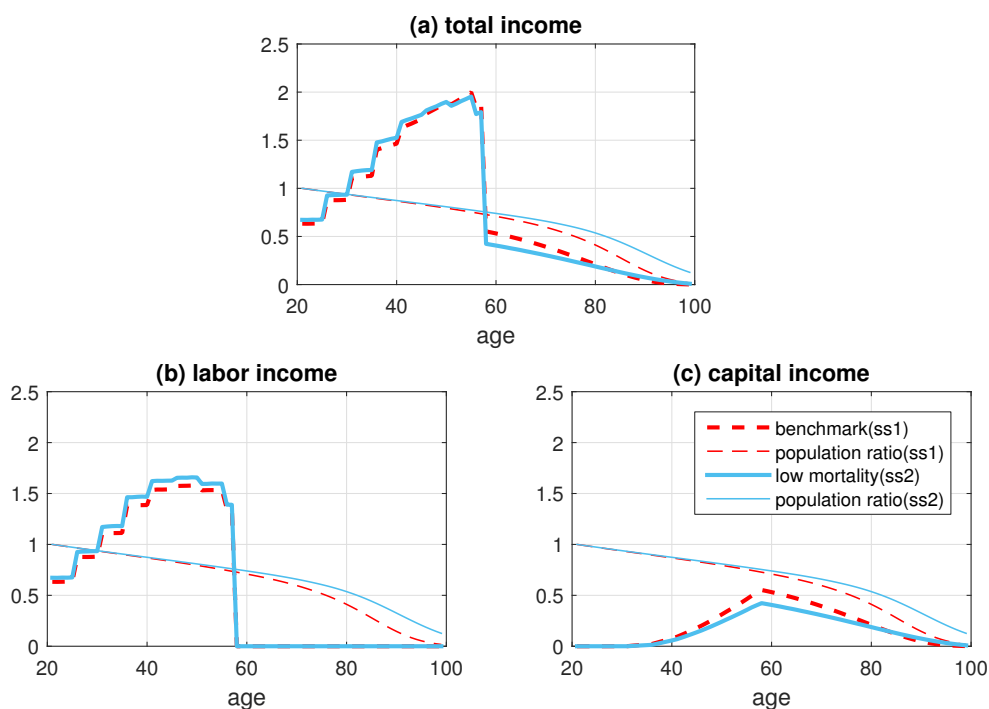 (a) total income
2.5
2
1.5
1
0.5
0
20 40 60 80 100
age
(b) labor income
2.5
2
1.5
1
0.5
0
20 40 60 80 100
age
(c) capital income
2.5
2
1.5
1
0.5
0
benchmark(ss1)
population ratio(ss1)
low mortality(ss2)
population ratio(ss2)
20 40 60 80 100
age